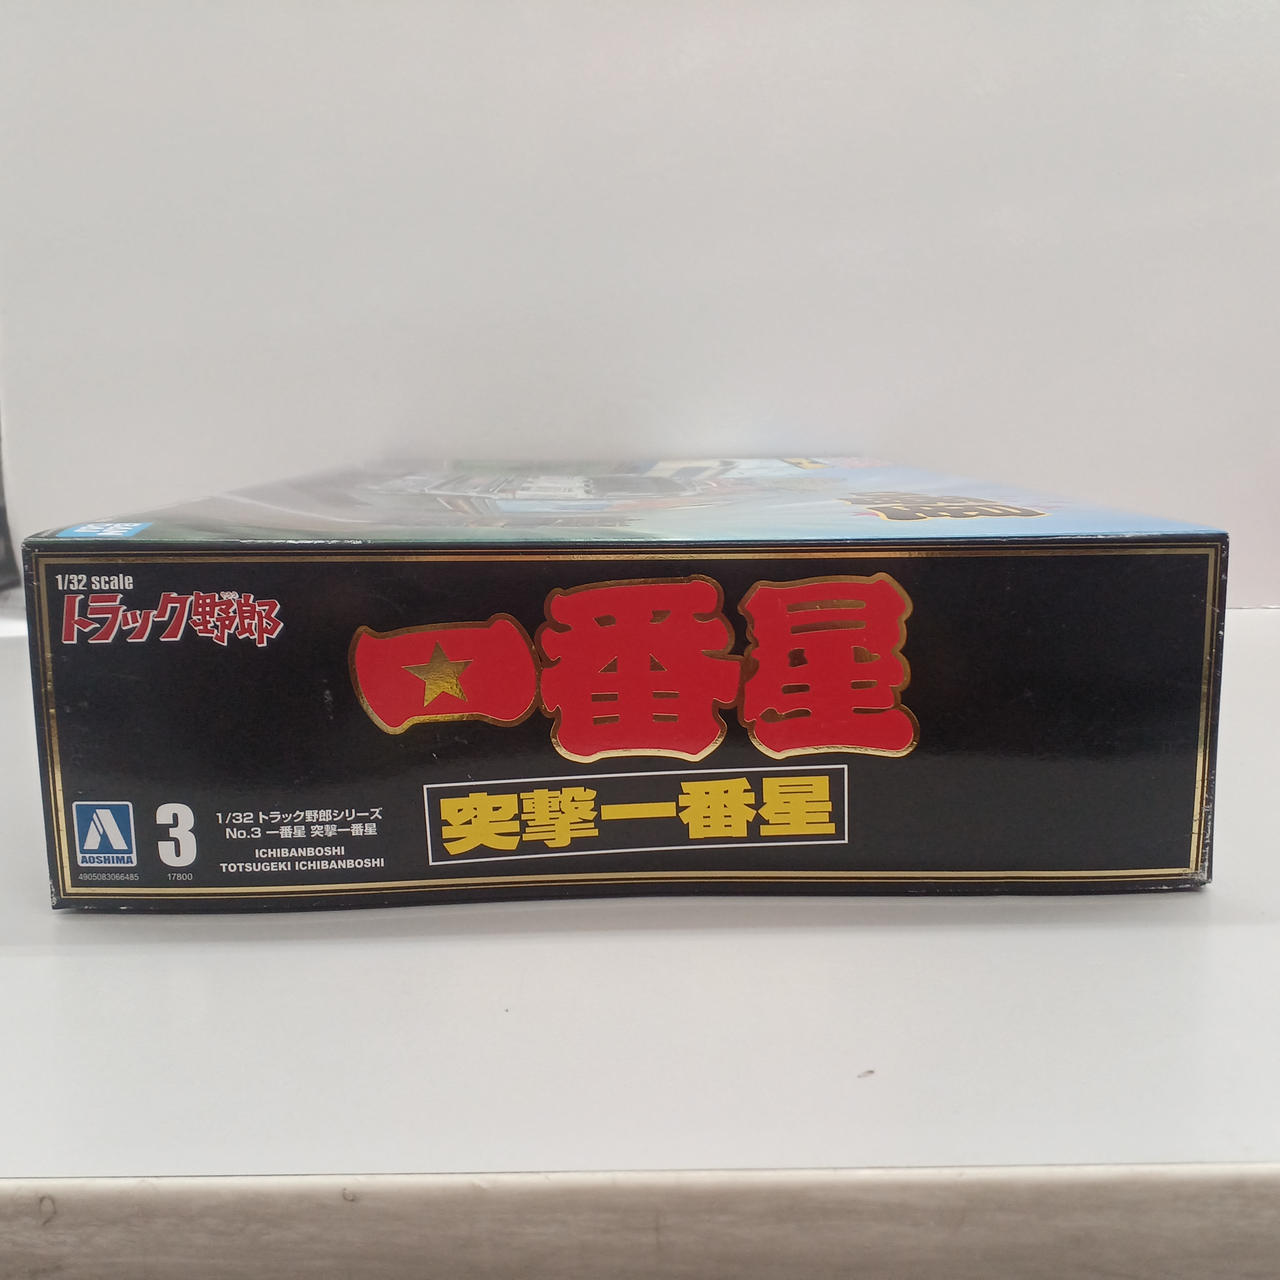 1/32 scale
トラック野郎
一番星
突撃一番星
AOSHIMA
3
1/32 トラック野郎シリーズ
No.3 一番星 突撃一番星
ICHIBANBOSHI
TOTSUGEKI ICHIBANBOSHI
4905083066485
17800